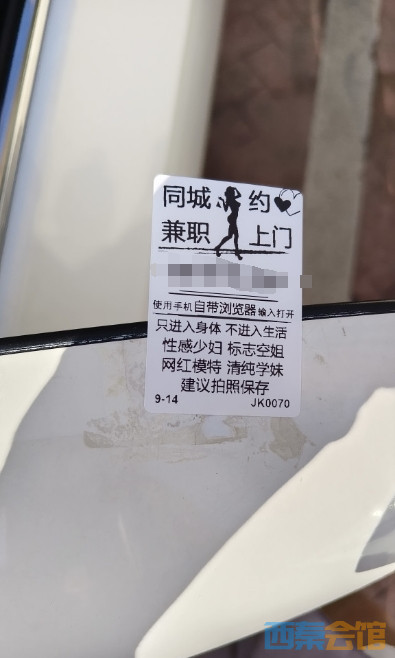 同城 约
兼职 上门
使用手机自带浏览器输入打开
只进入身体 不进入生活
性感少妇 标志空姐
网红模特 清纯学妹
建议拍照保存
9-14 JK0070
西幕会馆